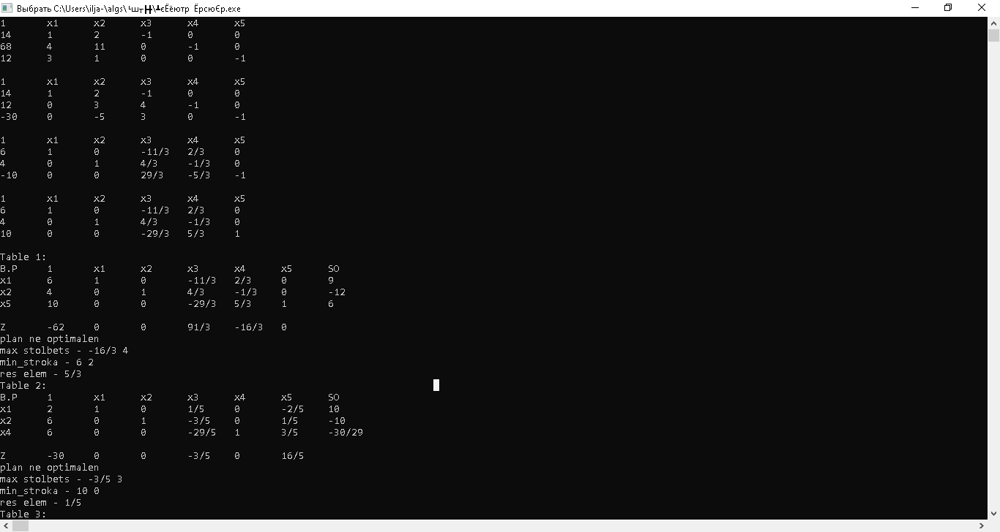 Выбрать C:\Users\ilja-\algs\└ш┬╠╬\┴єЁёютр  Ёрсю€р.exe
1 x1 x2 x3 x4 x5
14 1 2 -1 0 0
68 4 11 0 -1 0
12 3 1 0 0 -1
1 x1 x2 x3 x4 x5
14 1 2 -1 0 0
12 0 3 4 -1 0
-30 0 -5 3 0 -1
1 x1 x2 x3 x4 x5
6 1 0 -11/3 2/3 0
4 0 1 4/3 -1/3 0
-10 0 0 29/3 -5/3 -1
1 x1 x2 x3 x4 x5
6 1 0 -11/3 2/3 0
4 0 1 4/3 -1/3 0
10 0 0 -29/3 5/3 1
Table 1:
B.P 1 x1 x2 x3 x4 x5 SO
x1 6 1 0 -11/3 2/3 0 9
x2 4 0 1 4/3 -1/3 0 -12
x5 10 0 0 -29/3 5/3 1 6
Z -62 0 0 91/3 -16/3 0
plan ne optimalen
max stolbets - -16/3 4
min_stroka - 6 2
res elem - 5/3
Table 2:
B.P 1 x1 x2 x3 x4 x5 SO
x1 2 1 0 1/5 0 -2/5 10
x2 6 0 1 -3/5 0 1/5 -10
x4 6 0 0 -29/5 1 3/5 -30/29
Z -30 0 0 -3/5 0 16/5
plan ne optimalen
max stolbets - -3/5 3
min_stroka - 10 0
res elem - 1/5
Table 3: